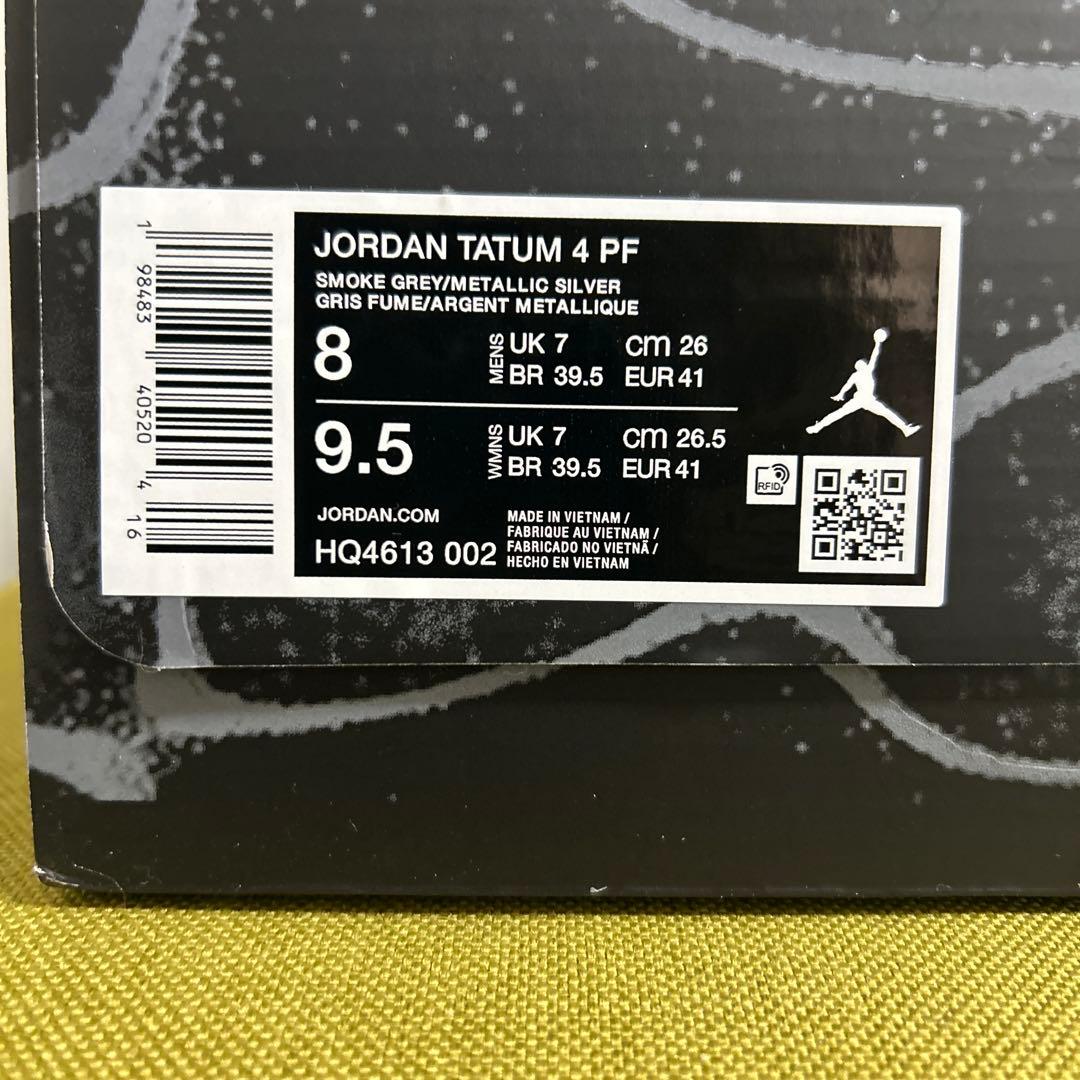 JORDAN TATUM 4 PF
SMOKE GREY/METALLIC SILVER
GRIS FUME/ARGENT METALLIQUE
8 MENS UK 7 cm 26
BR 39.5 EUR 41
9.5 WMNS UK 7 cm 26.5
BR 39.5 EUR 41
RFID
JORDAN.COM
HQ4613 002
MADE IN VIETNAM /
FABRIQUE AU VIETNAM /
FABRICADO NO VIETNÃ /
HECHO EN VIETNAM
1 98483 40520 4 16